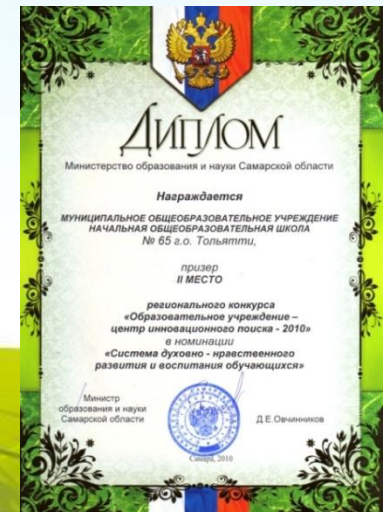 ДИПЛОМ
Министерство образования и науки Самарской области
Награждается
МУНИЦИПАЛЬНОЕ ОБЩЕОБРАЗОВАТЕЛЬНОЕ УЧРЕЖДЕНИЕ
НАЧАЛЬНАЯ ОБЩЕОБРАЗОВАТЕЛЬНАЯ ШКОЛА
№ 65 г.о. Тольятти,
призер
II МЕСТО
регионального конкурса
«Образовательное учреждение –
центр инновационного поиска - 2010»
в номинации
«Система духовно - нравственного
развития и воспитания обучающихся»
Министр
образования и науки
Самарской области
Д.Е.Овчинников
Самара, 2010